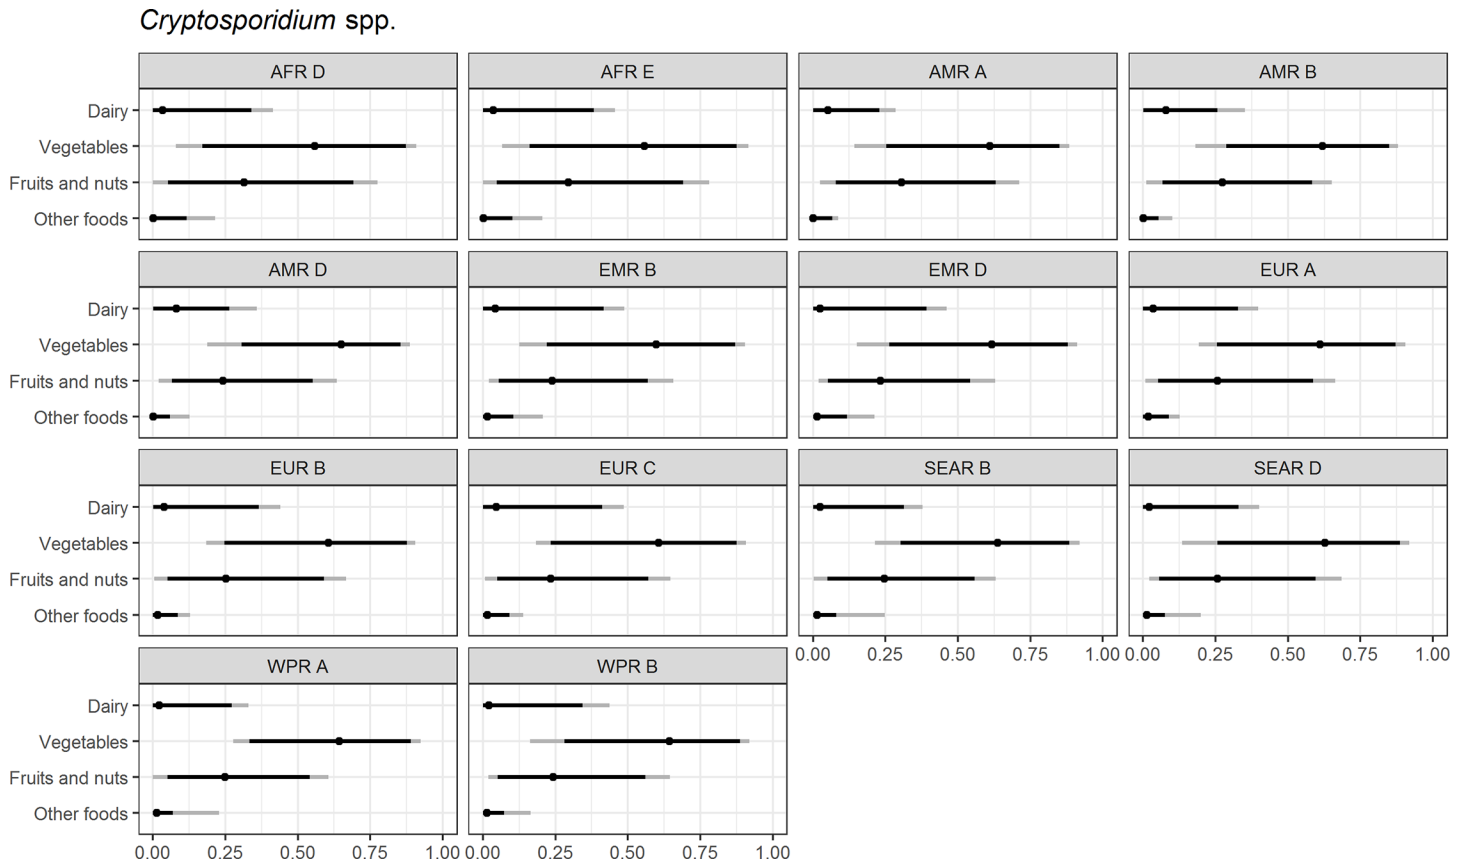 Cryptosporidium spp.
AFR D AFR E AMR A AMR B
Dairy
Vegetables
Fruits and nuts
Other foods
AMR D EMR B EMR D EUR A
Dairy
Vegetables
Fruits and nuts
Other foods
EUR B EUR C SEAR B SEAR D
Dairy
Vegetables
Fruits and nuts
Other foods
0.00 0.25 0.50 0.75 1.00 0.00 0.25 0.50 0.75 1.00
WPR A WPR B
Dairy
Vegetables
Fruits and nuts
Other foods
0.00 0.25 0.50 0.75 1.00 0.00 0.25 0.50 0.75 1.00